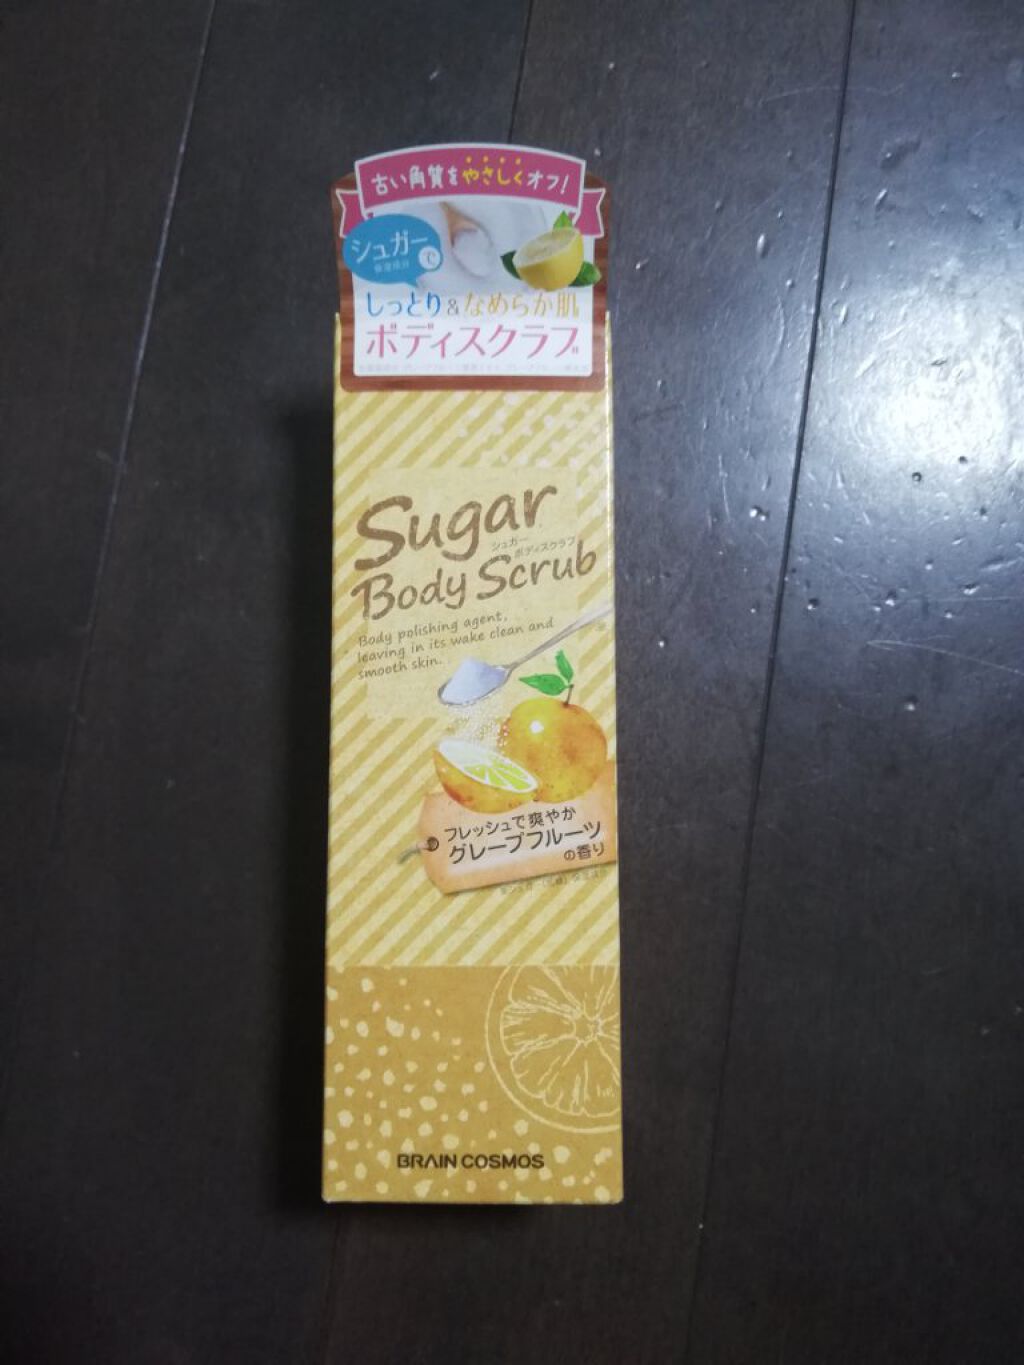 古い角質をやさしくオフ!
シュガーで
保湿成分
しっとり&なめらか肌
ボディスクラブ
Sugar
シュガー
ボディスクラブ
Body Scrub
Body polishing agent,
leaving in its wake clean and
smooth skin.
フレッシュで爽やか
グレープフルーツ
の香り
BRAIN COSMOS